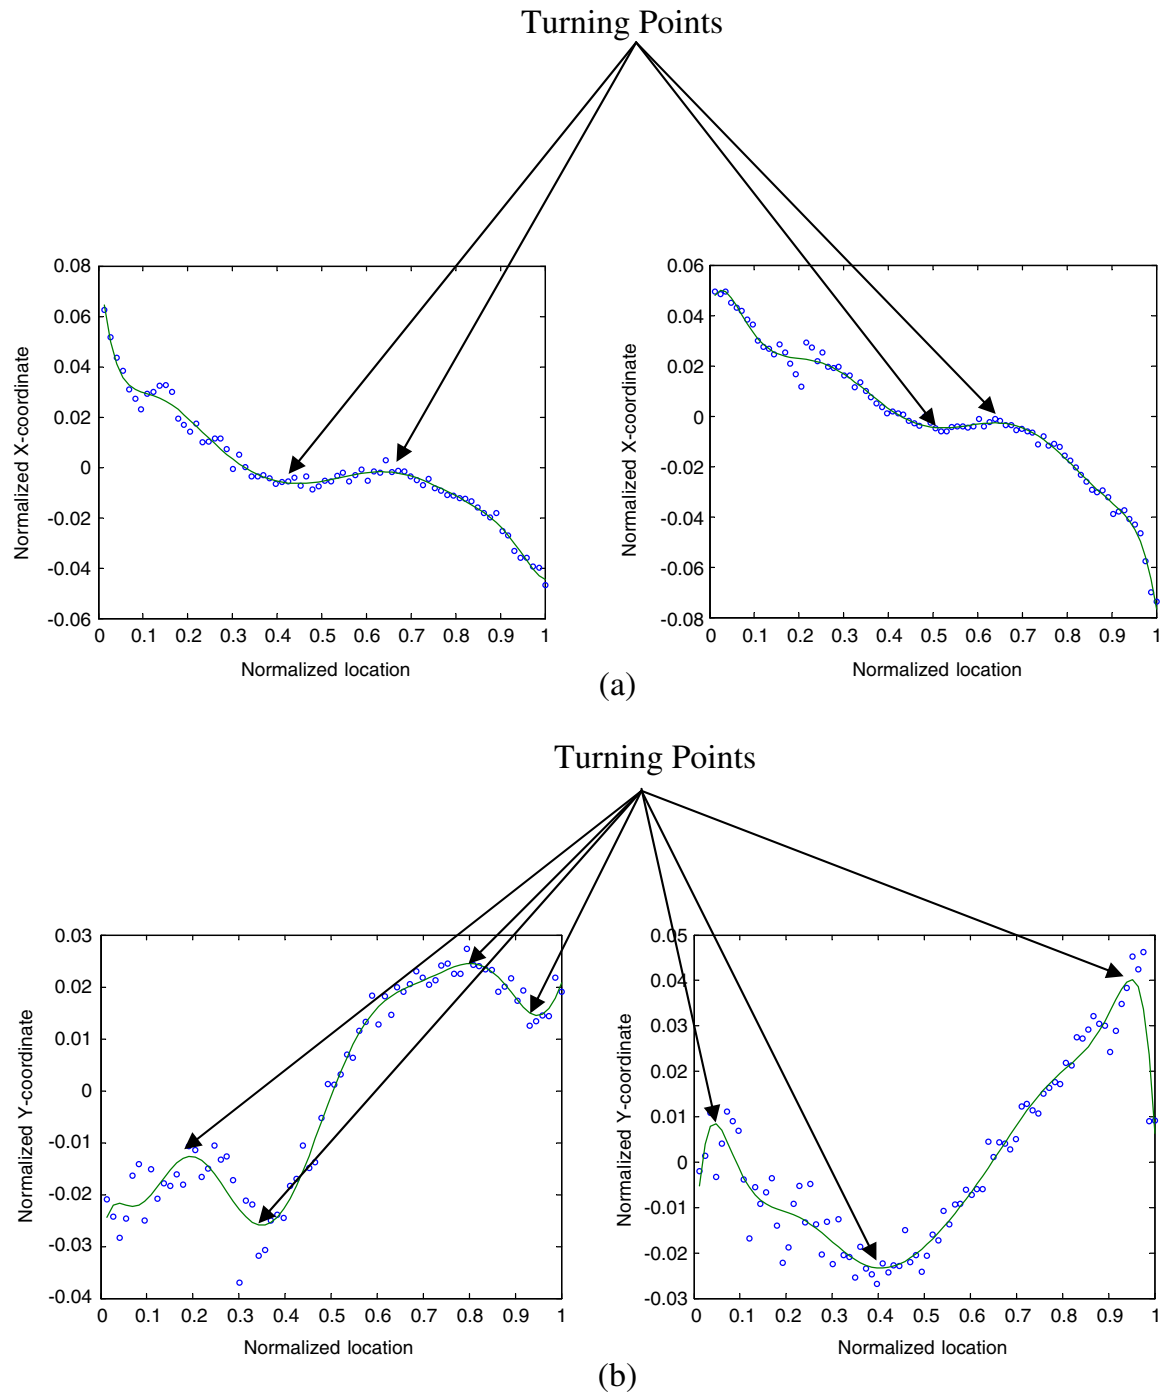 Turning Points
0.08
0.06
0.04
0.02
0
-0.02
-0.04
-0.06
Normalized X-coordinate
0 0.1 0.2 0.3 0.4 0.5 0.6 0.7 0.8 0.9 1
Normalized location
0.06
0.04
0.02
0
-0.02
-0.04
-0.06
-0.08
Normalized X-coordinate
0 0.1 0.2 0.3 0.4 0.5 0.6 0.7 0.8 0.9 1
Normalized location
(a)
Turning Points
0.03
0.02
0.01
0
-0.01
-0.02
-0.03
-0.04
Normalized Y-coordinate
0 0.1 0.2 0.3 0.4 0.5 0.6 0.7 0.8 0.9 1
Normalized location
0.05
0.04
0.03
0.02
0.01
0
-0.01
-0.02
-0.03
Normalized Y-coordinate
0 0.1 0.2 0.3 0.4 0.5 0.6 0.7 0.8 0.9 1
Normalized location
(b)